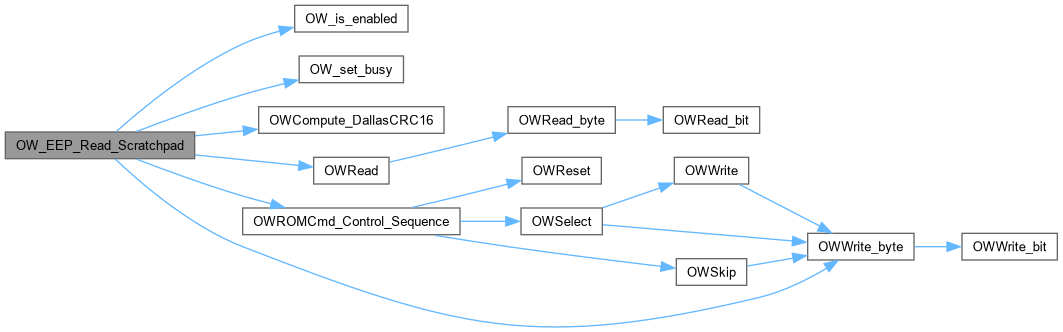 OW_is_enabled
OW_set_busy
OWCompute_DallasCRC16
OWRead_byte
OWRead_bit
OW_EEP_Read_Scratchpad
OWRead
OWReset
OWWrite
OWROMCmd_Control_Sequence
OWSelect
OWWrite_byte
OWWrite_bit
OWSkip